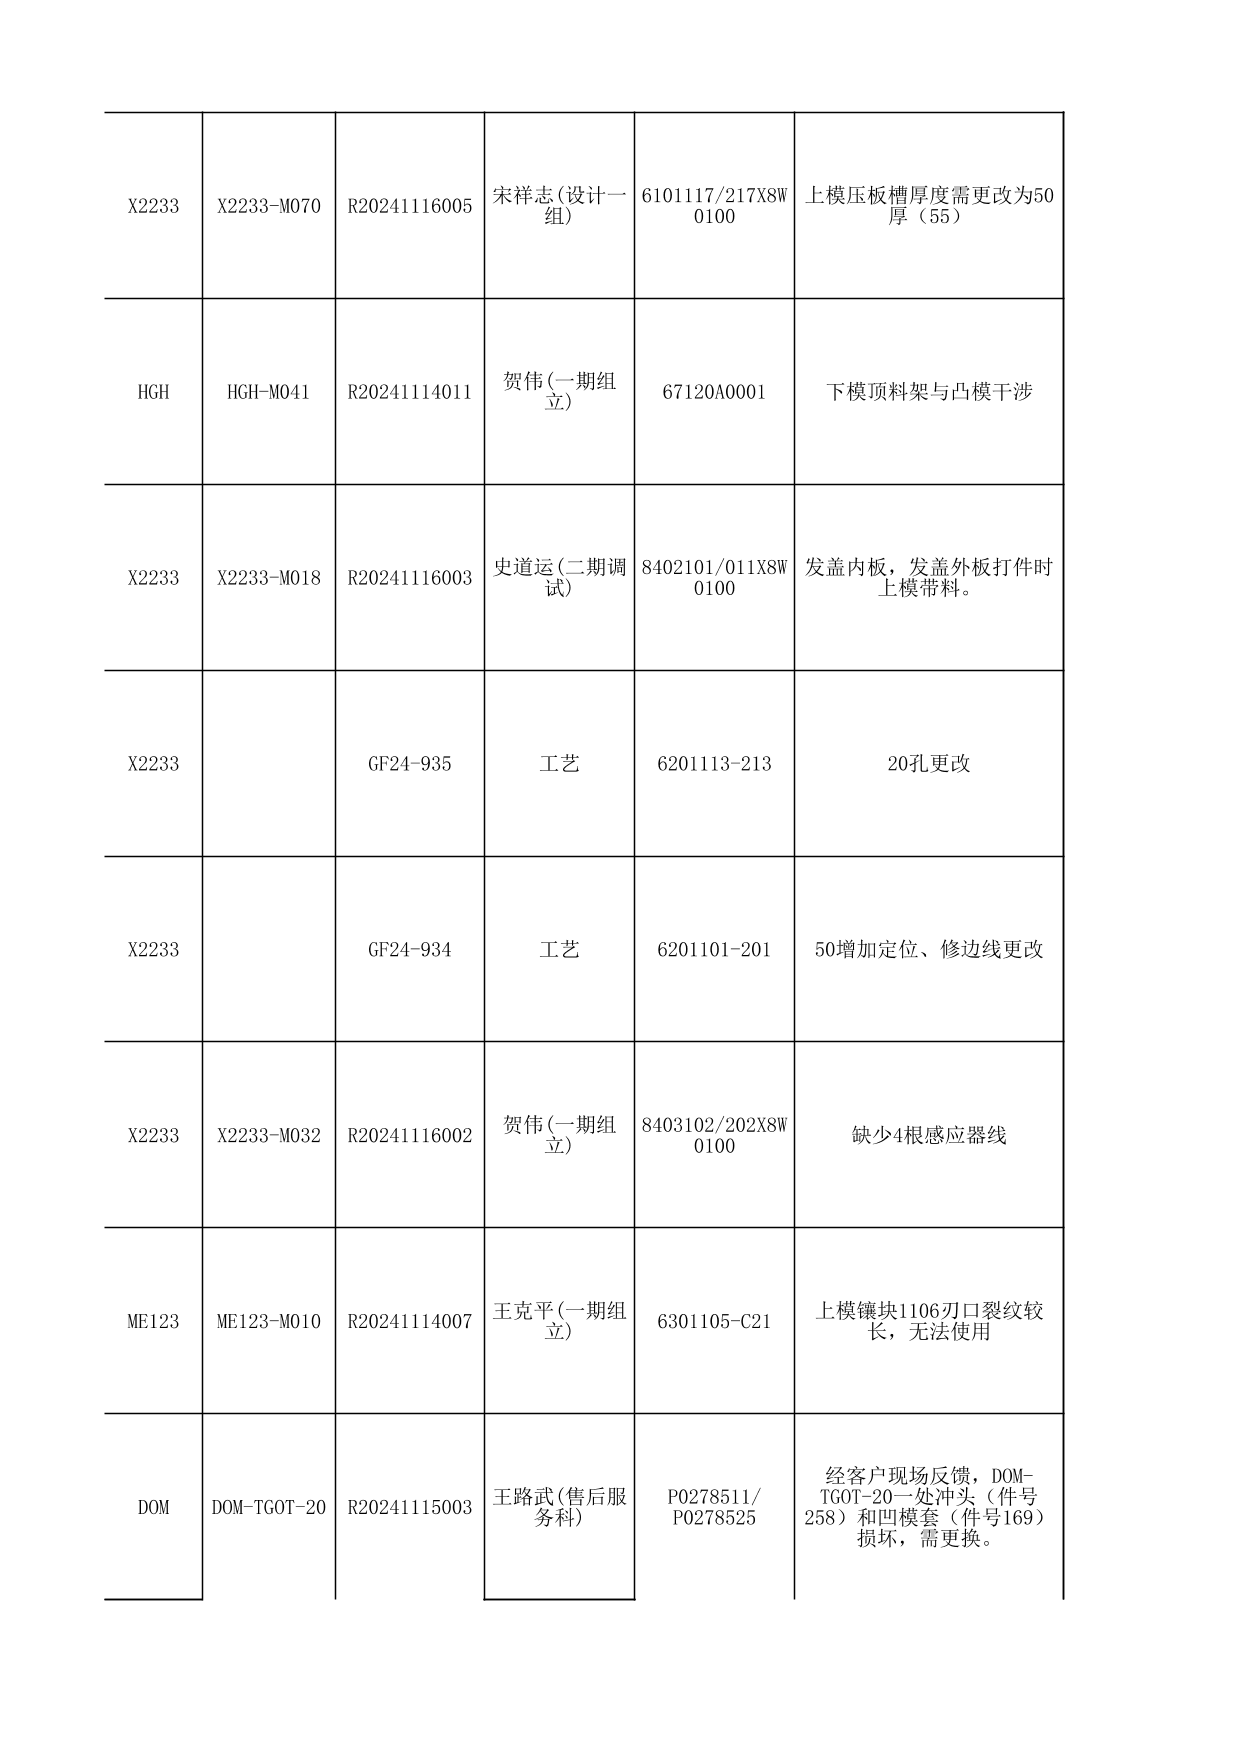 X2233
X2233-M070
R20241116005
宋祥志(设计一
组)
6101117/217X8W
0100
上模压板槽厚度需更改为50
厚（55）
HGH
HGH-M041
R20241114011
贺伟(一期组
立)
67120A0001
下模顶料架与凸模干涉
X2233
X2233-M018
R20241116003
史道运(二期调
试)
8402101/011X8W
0100
发盖内板，发盖外板打件时
上模带料。
X2233
GF24-935
工艺
6201113-213
20孔更改
X2233
GF24-934
工艺
6201101-201
50增加定位、修边线更改
X2233
X2233-M032
R20241116002
贺伟(一期组
立)
8403102/202X8W
0100
缺少4根感应器线
ME123
ME123-M010
R20241114007
王克平(一期组
立)
6301105-C21
上模镶块1106刃口裂纹较
长，无法使用
DOM
DOM-TGOT-20
R20241115003
王路武(售后服
务科)
P0278511/
P0278525
经客户现场反馈，DOM-
TGOT-20一处冲头（件号
258）和凹模套（件号169）
损坏，需更换。